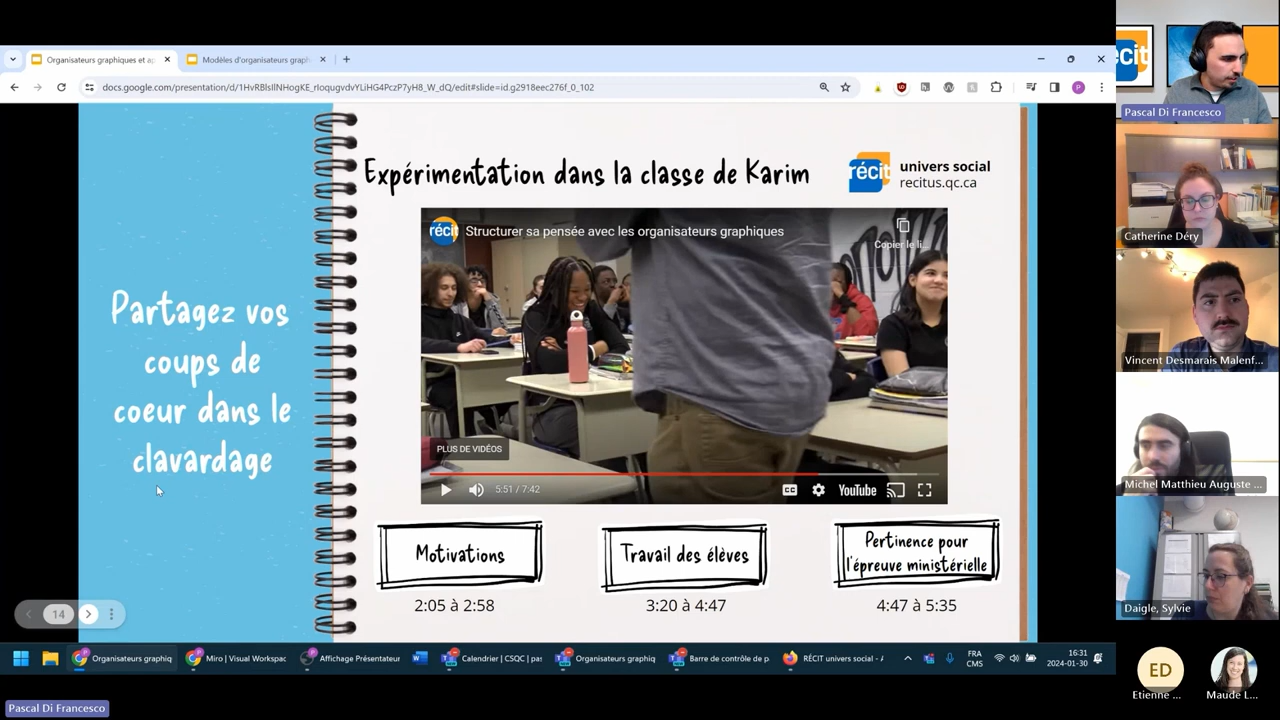 Organisateurs graphiques et ap
Modèles d'organisateurs graph
docs.google.com/presentation/d/1HvRBlsIlNHogKE_rIoqugvdvYLiHG4PczP7yH8_W_dQ/edit#slide=id.g2918eec276f_0_102
Partagez vos
coups de
coeur dans le
clavardage
14
Expérimentation dans la classe de Karim
récit
univers social
recitus.qc.ca
récit
Structurer sa pensée avec les organisateurs graphiques
Copier le li...
PLUS DE VIDÉOS
5:51 / 7:42
YouTube
Motivations
2:05 à 2:58
Travail des élèves
3:20 à 4:47
Pertinence pour
l'épreuve ministérielle
4:47 à 5:35
Organisateurs graphiq
Miro | Visual Workspac
Affichage Présentateur
Calendrier | CSQC | pas
Organisateurs graphiq
Barre de contrôle de p
RÉCIT univers social - A
FRA
CMS
16:31
2024-01-30
Pascal Di Francesco
écit
Pascal Di Francesco
Catherine Déry
Vincent Desmarais Malenf...
Michel Matthieu Auguste ...
Daigle, Sylvie
ED
Etienne ...
Maude L...